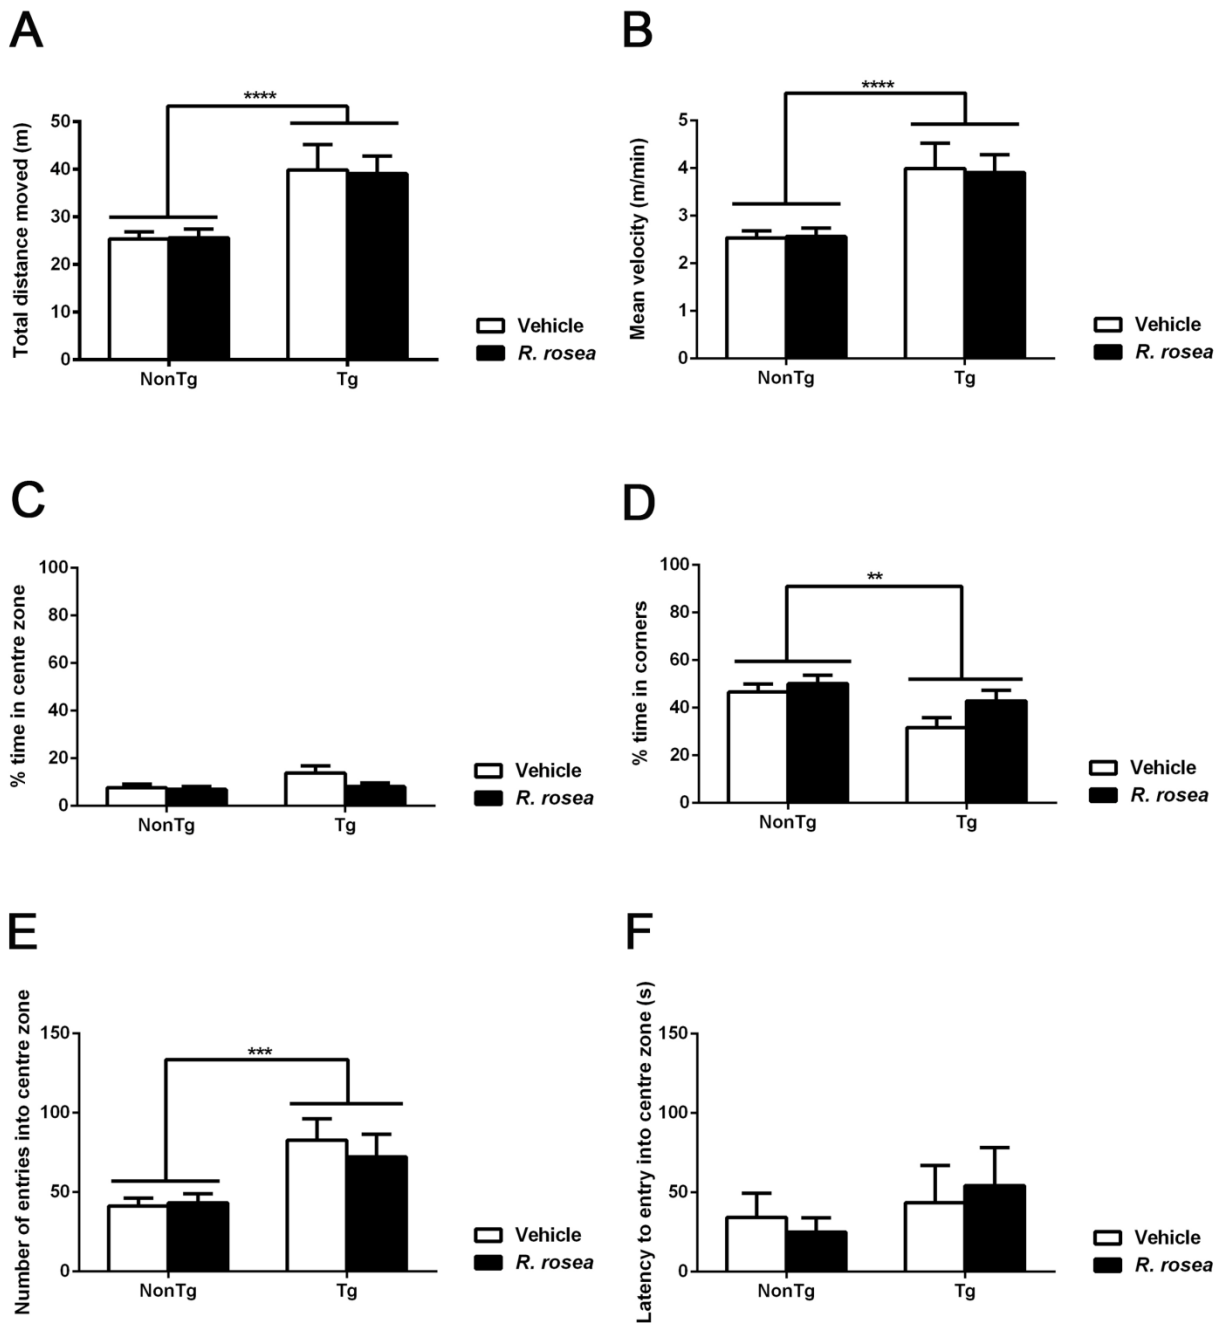 A
Total distance moved (m)
50
40
30
20
10
0
****
NonTg
Tg
Vehicle
R. rosea
B
Mean velocity (m/min)
5
4
3
2
1
0
****
NonTg
Tg
Vehicle
R. rosea
C
% time in centre zone
100
80
60
40
20
0
NonTg
Tg
Vehicle
R. rosea
D
% time in corners
100
80
60
40
20
0
**
NonTg
Tg
Vehicle
R. rosea
E
Number of entries into centre zone
150
100
50
0
***
NonTg
Tg
Vehicle
R. rosea
F
Latency to entry into centre zone (s)
150
100
50
0
NonTg
Tg
Vehicle
R. rosea